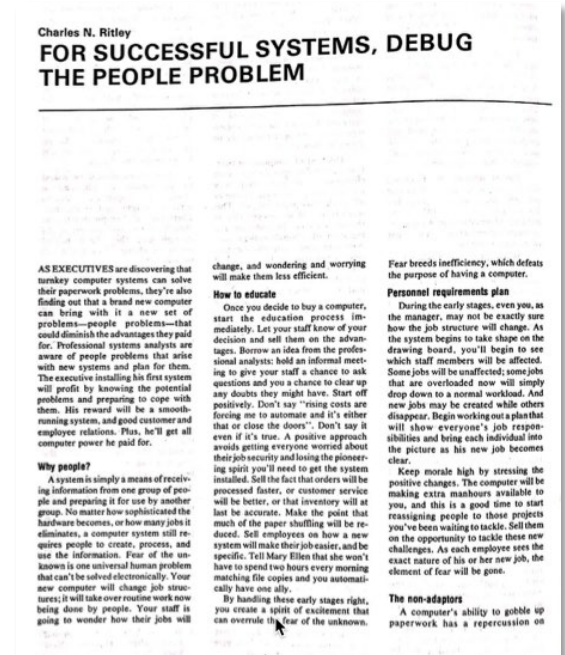 Charles N. Ritley
FOR SUCCESSFUL SYSTEMS, DEBUG
THE PEOPLE PROBLEM
AS EXECUTIVES are discovering that
turnkey computer systems can solve
their paperwork problems, they're also
finding out that a brand new computer
can bring with it a new set of
problems—people problems—that
could diminish the advantages they paid
for. Professional systems analysts are
aware of people problems that arise
with new systems and plan for them.
The executive installing his first system
will profit by knowing the potential
problems and preparing to cope with
them. His reward will be a smooth-
running system, and good customer and
employee relations. Plus, he'll get all
computer power he paid for.
Why people?
A system is simply a means of receiv-
ing information from one group of peo-
ple and preparing it for use by another
group. No matter how sophisticated the
hardware becomes, or how many jobs it
eliminates, a computer system still re-
quires people to create, process, and
use the information. Fear of the un-
known is one universal human problem
that can't be solved electronically. Your
new computer will change job struc-
tures; it will take over routine work now
being done by people. Your staff is
going to wonder how their jobs will
change, and wondering and worrying
will make them less efficient.
How to educate
Once you decide to buy a computer,
start the education process im-
mediately. Let your staff know of your
decision and sell them on the advan-
tages. Borrow an idea from the profes-
sional analysts: hold an informal meet-
ing to give your staff a chance to ask
questions and you a chance to clear up
any doubts they might have. Start off
positively. Don't say "rising costs are
forcing me to automate and it's either
that or close the doors". Don't say it
even if it's true. A positive approach
avoids getting everyone worried about
their job security and losing the pioneer-
ing spirit you'll need to get the system
installed. Sell the fact that orders will be
processed faster, or customer service
will be better, or that inventory will at
last be accurate. Make the point that
much of the paper shuffling will be re-
duced. Sell employees on how a new
system will make their job easier, and be
specific. Tell Mary Ellen that she won't
have to spend two hours every morning
matching file copies and you automati-
cally have one ally.
By handling these early stages right,
you create a spirit of excitement that
can overrule the fear of the unknown.
Fear breeds inefficiency, which defeats
the purpose of having a computer.
Personnel requirements plan
During the early stages, even you, as
the manager, may not be exactly sure
how the job structure will change. As
the system begins to take shape on the
drawing board, you'll begin to see
which staff members will be affected.
Some jobs will be unaffected; some jobs
that are overloaded now will simply
drop down to a normal workload. And
new jobs may be created while others
disappear. Begin working out a plan that
will show everyone's job respon-
sibilities and bring each individual into
the picture as his new job becomes
clear.
Keep morale high by stressing the
positive changes. The computer will be
making extra manhours available to
you, and this is a good time to start
reassigning people to those projects
you've been waiting to tackle. Sell them
on the opportunity to tackle these new
challenges. As each employee sees the
exact nature of his or her new job, the
element of fear will be gone.
The non-adaptors
A computer's ability to gobble up
paperwork has a repercussion on